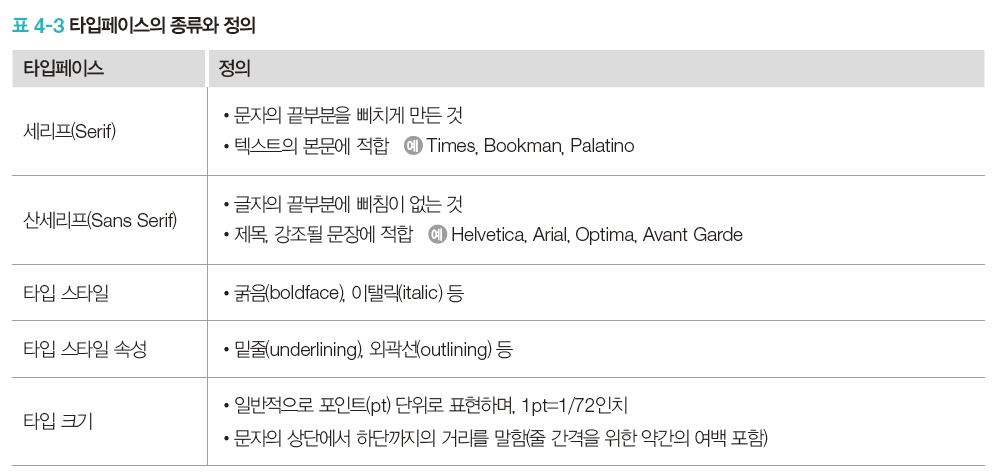 표 4-3 타입페이스의 종류와 정의
타입페이스 정의
세리프(Serif)
• 문자의 끝부분을 삐치게 만든 것
• 텍스트의 본문에 적합 예 Times, Bookman, Palatino
산세리프(Sans Serif)
• 글자의 끝부분에 삐침이 없는 것
• 제목, 강조될 문장에 적합 예 Helvetica, Arial, Optima, Avant Garde
타입 스타일 • 굵음(boldface), 이탤릭(italic) 등
타입 스타일 속성 • 밑줄(underlining), 외곽선(outlining) 등
타입 크기
• 일반적으로 포인트(pt) 단위로 표현하며, 1pt=1/72인치
• 문자의 상단에서 하단까지의 거리를 말함(줄 간격을 위한 약간의 여백 포함)